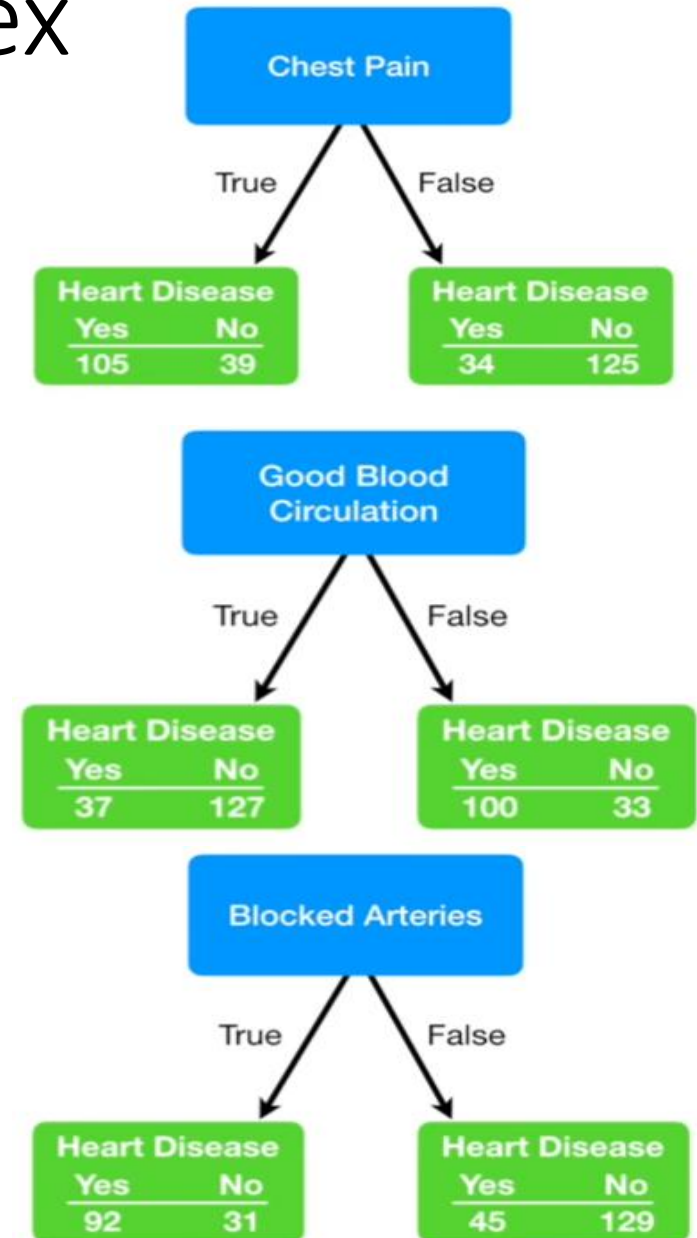 ex
Chest Pain
True False
Heart Disease Heart Disease
Yes No Yes No
105 39 34 125
Good Blood
Circulation
True False
Heart Disease Heart Disease
Yes No Yes No
37 127 100 33
Blocked Arteries
True False
Heart Disease Heart Disease
Yes No Yes No
92 31 45 129